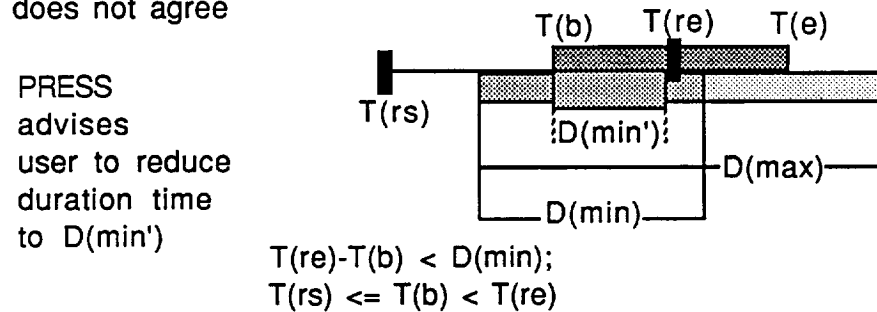 does not agree
PRESS
advises
user to reduce
duration time
to D(min')
T(b) T(re) T(e)
T(rs)
D(min')
D(max)
D(min)
T(re)-T(b) < D(min);
T(rs) <= T(b) < T(re)